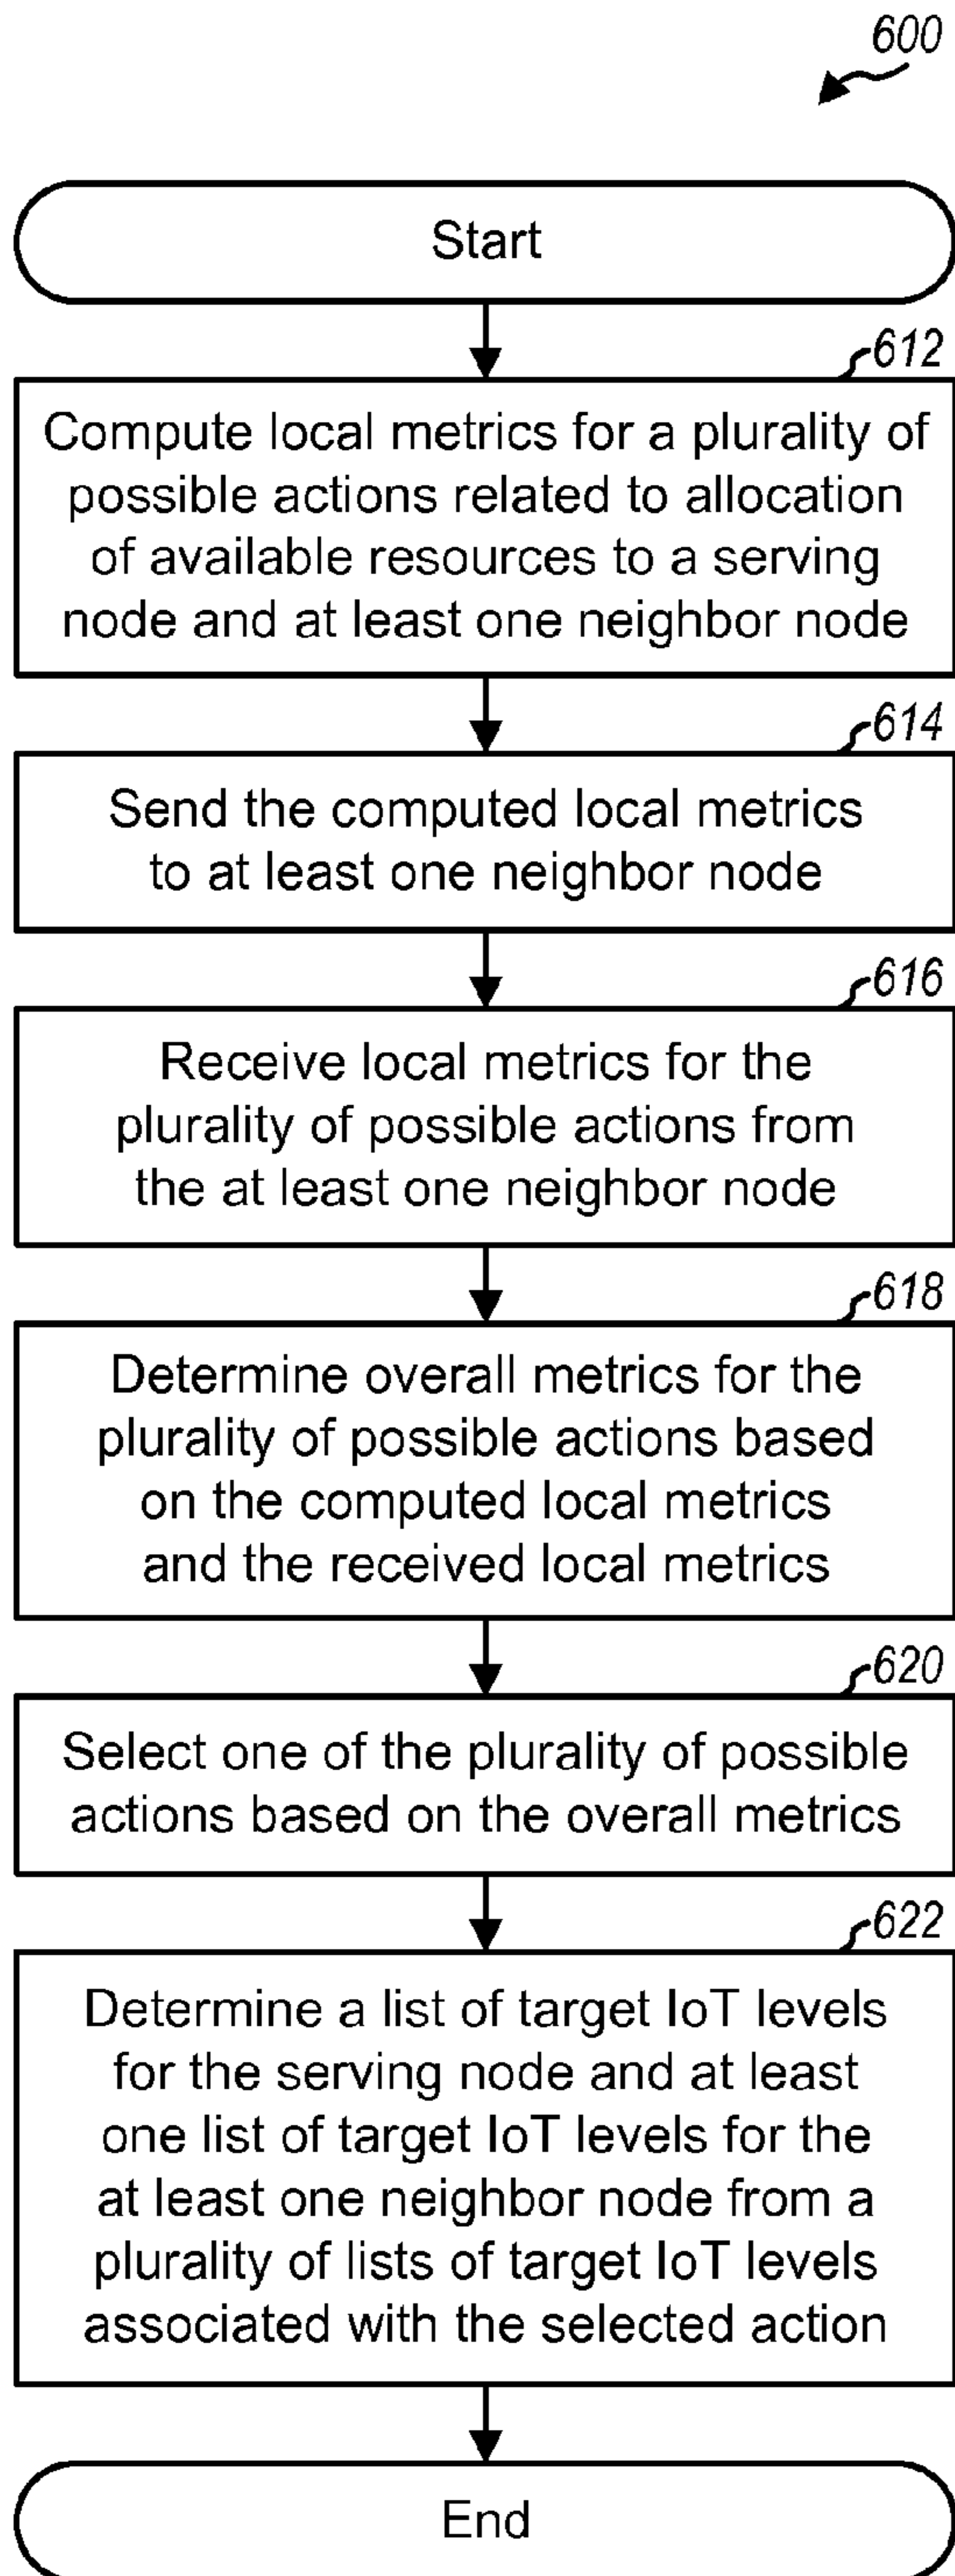 600
Start
612
Compute local metrics for a plurality of
possible actions related to allocation
of available resources to a serving
node and at least one neighbor node
614
Send the computed local metrics
to at least one neighbor node
616
Receive local metrics for the
plurality of possible actions from
the at least one neighbor node
618
Determine overall metrics for the
plurality of possible actions based
on the computed local metrics
and the received local metrics
620
Select one of the plurality of possible
actions based on the overall metrics
622
Determine a list of target IoT levels
for the serving node and at least
one list of target IoT levels for the
at least one neighbor node from a
plurality of lists of target IoT levels
associated with the selected action
End